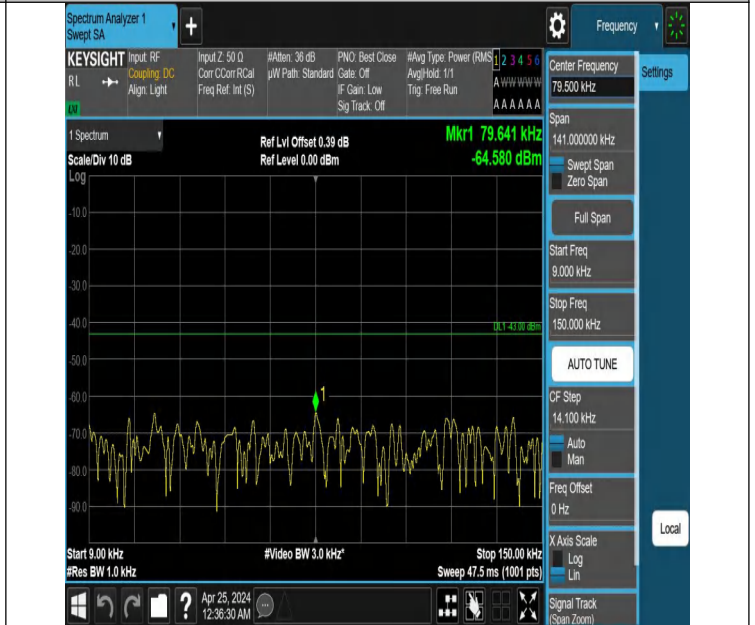 Spectrum Analyzer 1
Swept SA
+
Frequency
KEYSIGHT
RL
LXI
Input: RF
Coupling: DC
Align: Light
Input Z: 50 Ω
Corr CCorr RCal
Freq Ref: Int (S)
#Atten: 36 dB
µW Path: Standard
PNO: Best Close
Gate: Off
IF Gain: Low
Sig Track: Off
#Avg Type: Power (RMS
Avg|Hold: 1/1
Trig: Free Run
1 2 3 4 5 6
A W W W W W
A A A A A A
1 Spectrum
Scale/Div 10 dB
Log
Ref Lvl Offset 0.39 dB
Ref Level 0.00 dBm
Mkr1 79.641 kHz
-64.580 dBm
-10.0
-20.0
-30.0
-40.0
-50.0
-60.0
-70.0
-80.0
-90.0
DL1 -43.00 dBm
1
Start 9.00 kHz
#Res BW 1.0 kHz
#Video BW 3.0 kHz*
Stop 150.00 kHz
Sweep 47.5 ms (1001 pts)
?
Apr 25, 2024
12:36:30 AM
Center Frequency
79.500 kHz
Span
141.000000 kHz
Swept Span
Zero Span
Full Span
Start Freq
9.000 kHz
Stop Freq
150.000 kHz
AUTO TUNE
CF Step
14.100 kHz
Auto
Man
Freq Offset
0 Hz
X Axis Scale
Log
Lin
Signal Track
(Span Zoom)
Settings
Local